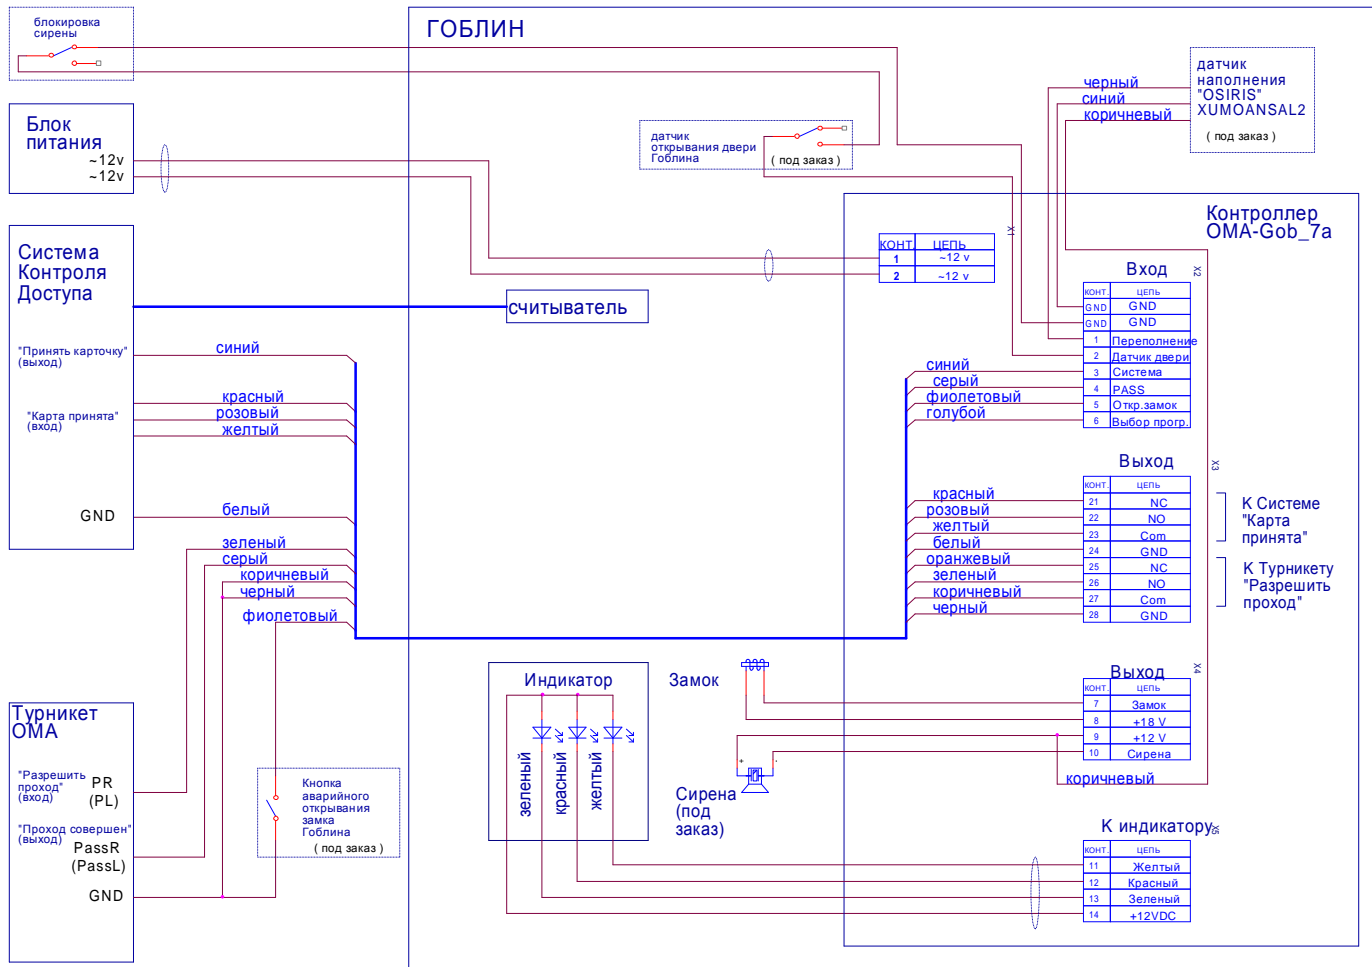 блокировка
сирены
ГОБЛИН
Блок
питания
~12v
~12v
датчик
открывания двери
Гоблина
( под заказ )
черный
синий
коричневый
датчик
наполнения
"OSIRIS"
XUMOANSAL2
( под заказ )
Система
Контроля
Доступа
"Принять карточку"
(выход)
"Карта принята"
(вход)
GND
считыватель
синий
красный
розовый
желтый
белый
зеленый
серый
коричневый
черный
фиолетовый
X1
КОНТ. ЦЕПЬ
1 ~12 v
2 ~12 v
Контроллер
OMA-Gob_7a
Вход
X2
КОНТ. ЦЕПЬ
GND GND
GND GND
1 Переполнение
2 Датчик двери
3 Система
4 PASS
5 Откр.замок
6 Выбор прогр.
синий
серый
фиолетовый
голубой
Выход
X3
КОНТ. ЦЕПЬ
21 NC
22 NO
23 Com
24 GND
25 NC
26 NO
27 Com
28 GND
красный
розовый
желтый
белый
оранжевый
зеленый
коричневый
черный
К Системе
"Карта
принята"
К Турникету
"Разрешить
проход"
Турникет
ОМА
"Разрешить
проход"
(вход)
PR
(PL)
"Проход совершен"
(выход)
PassR
(PassL)
GND
Кнопка
аварийного
открывания
замка
Гоблина
( под заказ )
Индикатор
зеленый
красный
желтый
Замок
+ -
Сирена
(под
заказ)
Выход
X4
КОНТ. ЦЕПЬ
7 Замок
8 +18 V
9 +12 V
10 Сирена
коричневый
К индикатору
X5
КОНТ. ЦЕПЬ
11 Желтый
12 Красный
13 Зеленый
14 +12VDC